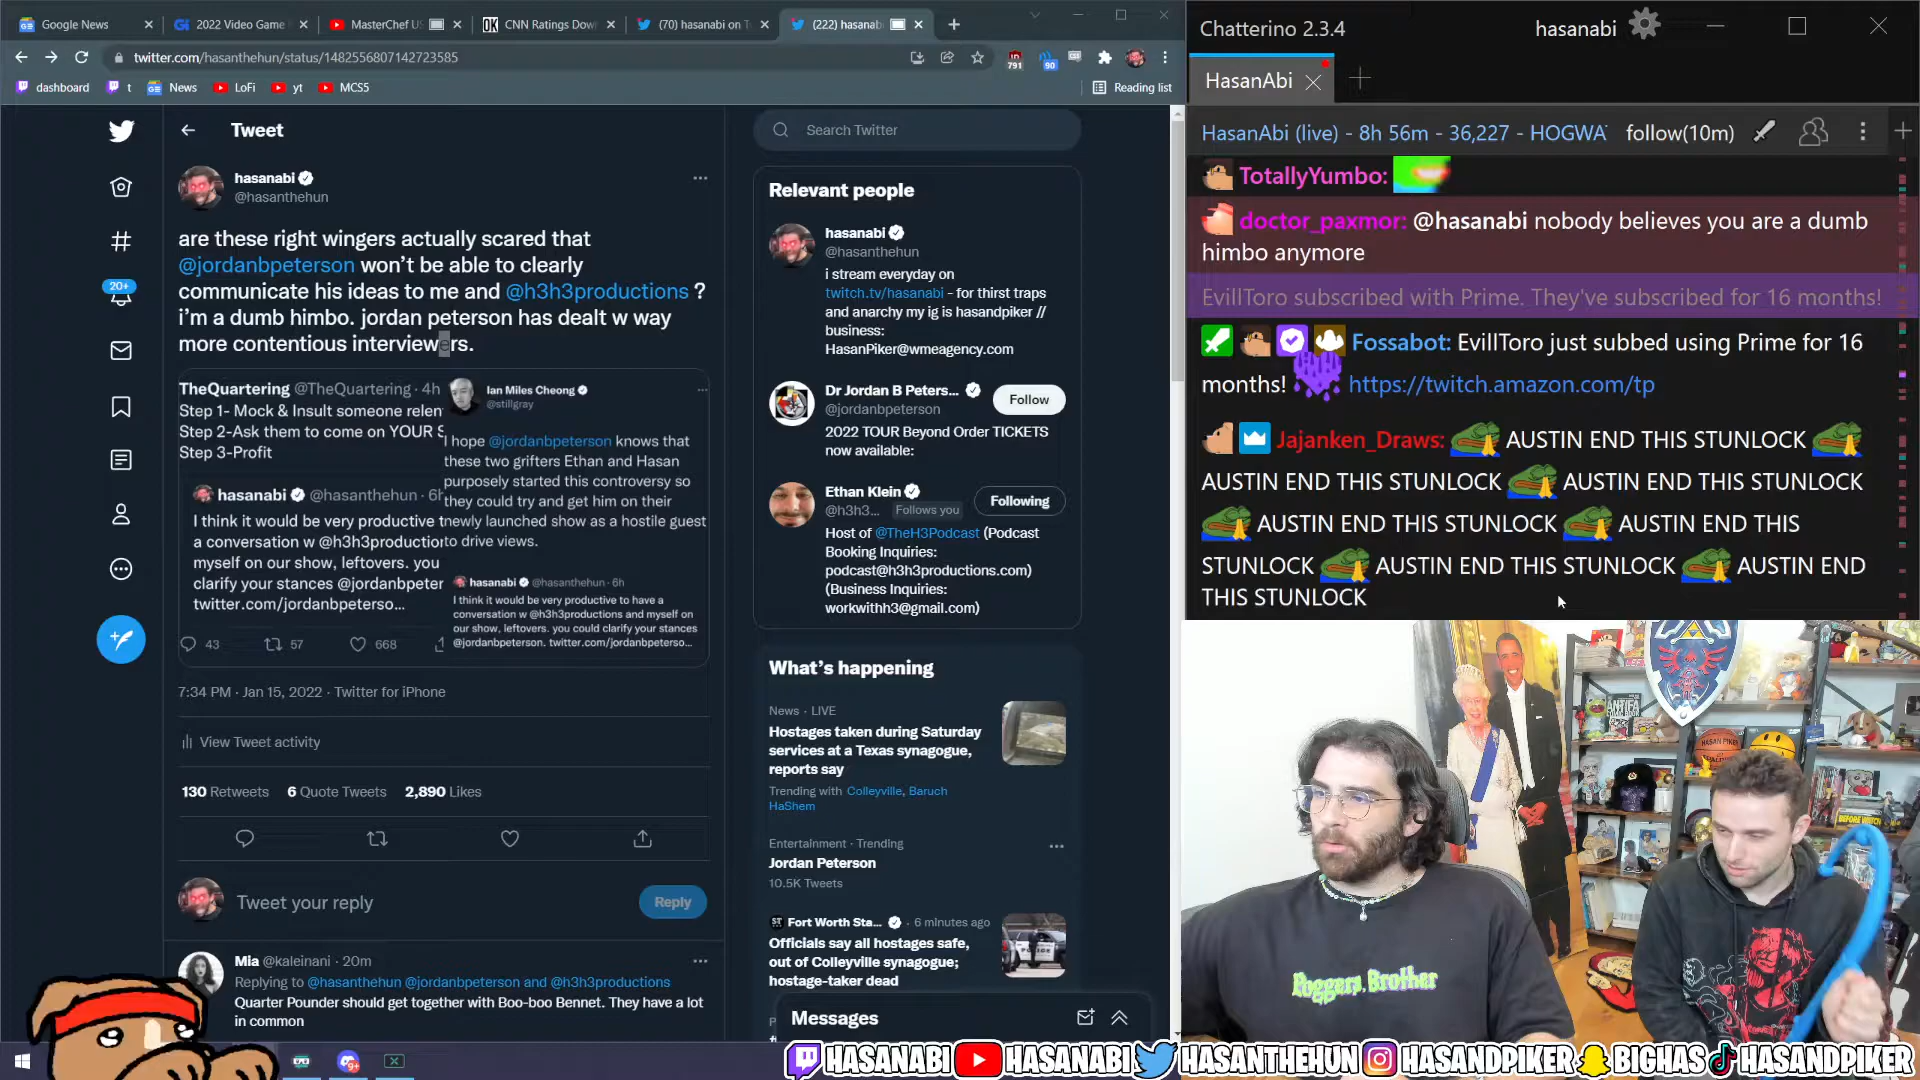 Google News
2022 Video Game
MasterChef U
CNN Ratings Dow
(70) hasanabi on T
(222) hasanab
twitter.com/hasanthehun/status/1482556807142723585
791
90
dashboard
t
News
LoFi
yt
MCS5
Reading list
Tweet
20+
hasanabi
@hasanthehun
are these right wingers actually scared that
@jordanbpeterson won't be able to clearly
communicate his ideas to me and @h3h3productions ?
i'm a dumb himbo. jordan peterson has dealt w way
more contentious interviewers.
TheQuartering @TheQuartering · 4h
Step 1- Mock & Insult someone relen
Step 2-Ask them to come on YOUR S
Step 3-Profit
hasanabi @hasanthehun · 6h
I think it would be very productive t
a conversation w @h3h3production
myself on our show, leftovers. you
clarify your stances @jordanbpeter
twitter.com/jordanbpeterso...
43
57
668
Ian Miles Cheong
@stillgray
I hope @jordanbpeterson knows that
these two grifters Ethan and Hasan
purposely started this controversy so
they could try and get him on their
newly launched show as a hostile guest
to drive views.
hasanabi @hasanthehun · 6h
I think it would be very productive to have a
conversation w @h3h3productions and myself on
our show, leftovers. you could clarify your stances
@jordanbpeterson. twitter.com/jordanbpeterso...
7:34 PM · Jan 15, 2022 · Twitter for iPhone
View Tweet activity
130 Retweets 6 Quote Tweets 2,890 Likes
Tweet your reply
Reply
Mia @kaleinani · 20m
Replying to @hasanthehun @jordanbpeterson and @h3h3productions
Quarter Pounder should get together with Boo-boo Bennet. They have a lot
in common
Search Twitter
Relevant people
hasanabi
@hasanthehun
i stream everyday on
twitch.tv/hasanabi - for thirst traps
and anarchy my ig is hasandpiker //
business:
HasanPiker@wmeagency.com
Dr Jordan B Peters...
@jordanbpeterson
Follow
2022 TOUR Beyond Order TICKETS
now available:
Ethan Klein
@h3h3... Follows you
Following
Host of @TheH3Podcast (Podcast
Booking Inquiries:
podcast@h3h3productions.com)
(Business Inquiries:
workwithh3@gmail.com)
What's happening
News · LIVE
Hostages taken during Saturday
services at a Texas synagogue,
reports say
Trending with Colleyville, Baruch
HaShem
Entertainment · Trending
Jordan Peterson
10.5K Tweets
Fort Worth Sta... · 6 minutes ago
Officials say all hostages safe,
out of Colleyville synagogue;
hostage-taker dead
Messages
Chatterino 2.3.4
hasanabi
HasanAbi
HasanAbi (live) - 8h 56m - 36,227 - HOGWA
follow(10m)
TotallyYumbo:
doctor_paxmor: @hasanabi nobody believes you are a dumb
himbo anymore
EvillToro subscribed with Prime. They've subscribed for 16 months!
Fossabot: EvillToro just subbed using Prime for 16
months! https://twitch.amazon.com/tp
Jajanken_Draws: AUSTIN END THIS STUNLOCK
AUSTIN END THIS STUNLOCK AUSTIN END THIS STUNLOCK
AUSTIN END THIS STUNLOCK AUSTIN END THIS
STUNLOCK AUSTIN END THIS STUNLOCK AUSTIN END
THIS STUNLOCK
ANTIFA
HASAN PIKER
BEFORE WATCH
Poggers, Brother
9+
HASANABI HASANABI HASANTHEHUN HASANDPIKER BIGHAS HASANDPIKER